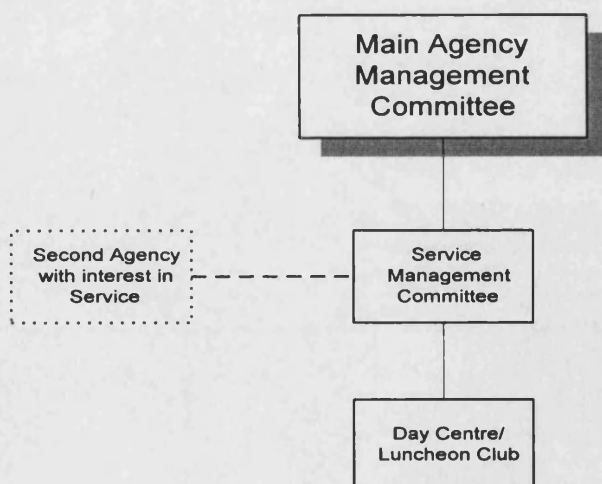 Main Agency
Management
Committee
Second Agency
with interest in
Service
Service
Management
Committee
Day Centre/
Luncheon Club